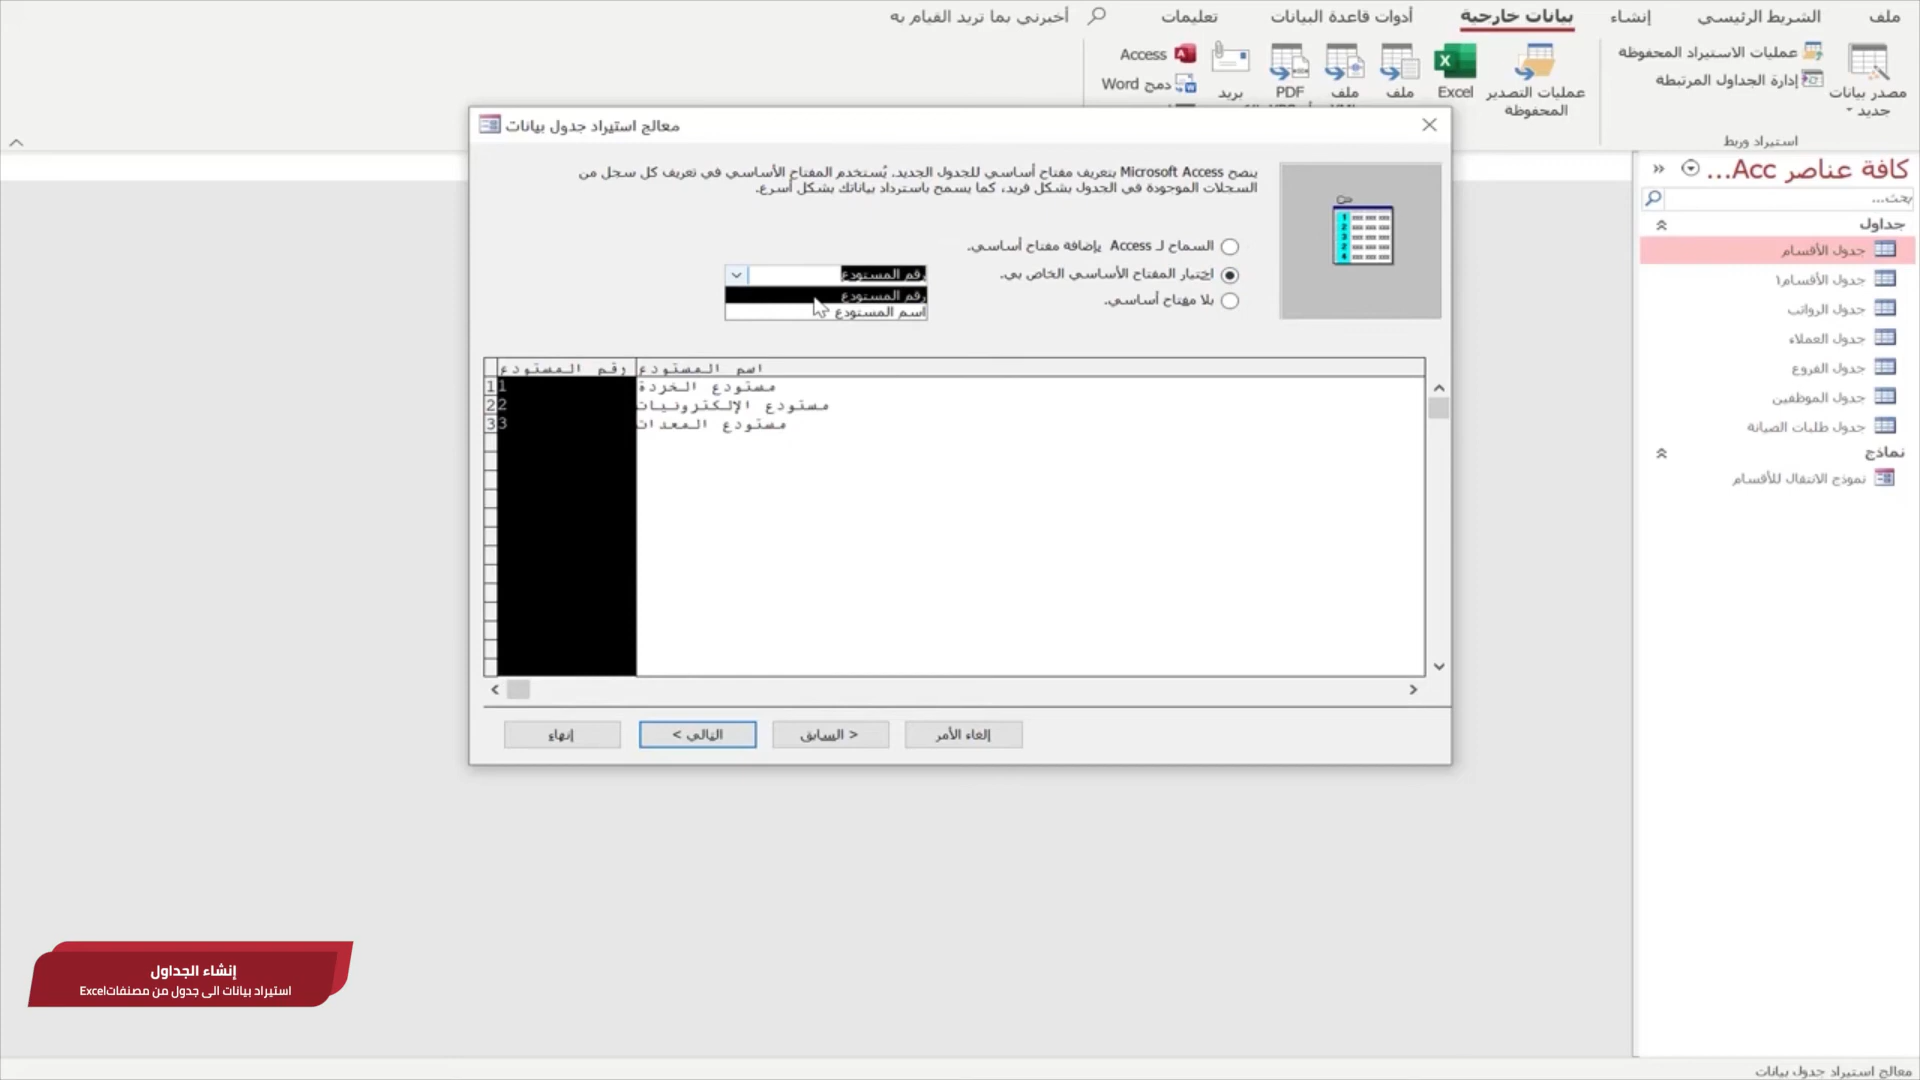 ملف
الشريط الرئيسي
إنشاء
بيانات خارجية
أدوات قاعدة البيانات
تعليمات
أخبرني بما تريد القيام به
مصدر بيانات
جديد
عمليات الاستيراد المحفوظة
إدارة الجداول المرتبطة
استيراد وربط
عمليات التصدير
المحفوظة
Excel
ملف
ملف
PDF
بريد
Access
دمج Word
كافة عناصر Acc...
بحث...
جداول
جدول الأقسام
جدول الأقسام١
جدول الرواتب
جدول العملاء
جدول الفروع
جدول الموظفين
جدول طلبات الصيانة
نماذج
نموذج الانتقال للأقسام
معالج استيراد جدول بيانات
ينصح Microsoft Access بتعريف مفتاح أساسي للجدول الجديد. يُستخدم المفتاح الأساسي في تعريف كل سجل من
السجلات الموجودة في الجدول بشكل فريد، كما يسمح باسترداد بياناتك بشكل أسرع.
السماح لـ Access بإضافة مفتاح أساسي.
اختيار المفتاح الأساسي الخاص بي.
رقم المستودع
رقم المستودع
اسم المستودع
بلا مفتاح أساسي.
رقم المستودع اسم المستودع
1 1 مستودع الخردة
2 2 مستودع الإلكترونيات
3 3 مستودع المعدات
إلغاء الأمر
< السابق
التالي >
إنهاء
إنشاء الجداول
استيراد بيانات الى جدول من مصنفات Excel
معالج استيراد جدول بيانات